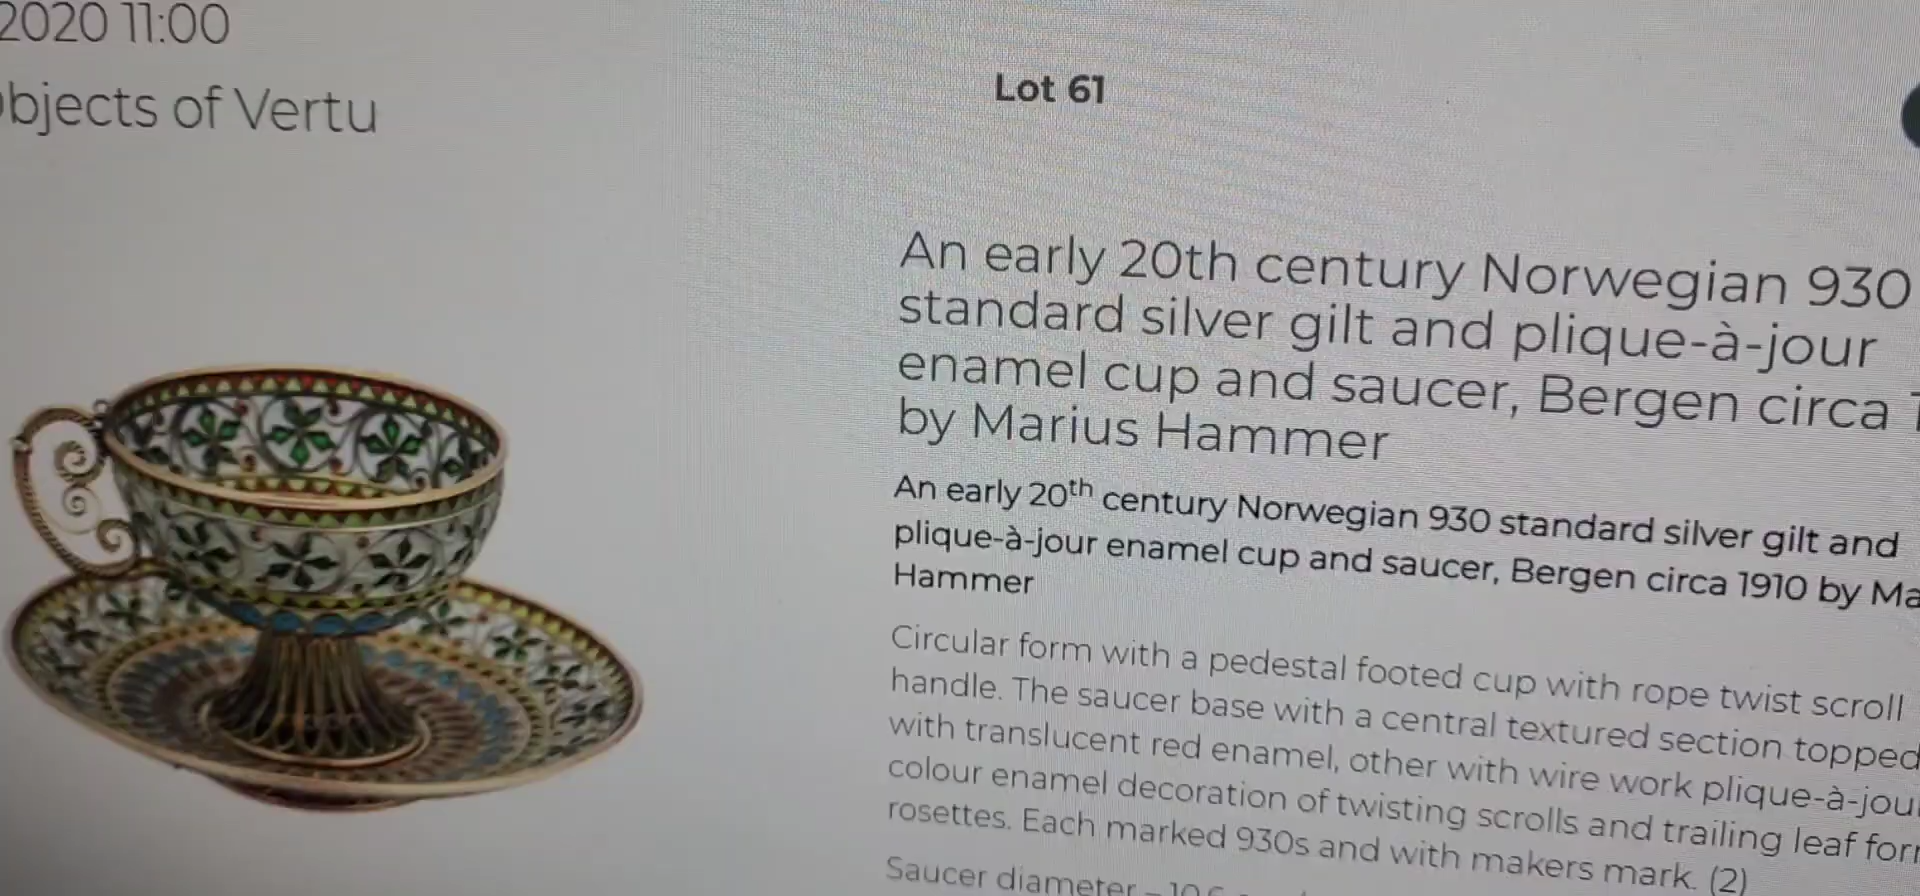 2020 11:00
bjects of Vertu
Lot 61
An early 20th century Norwegian 930
standard silver gilt and plique-à-jour
enamel cup and saucer, Bergen circa
by Marius Hammer
An early 20th century Norwegian 930 standard silver gilt and
plique-à-jour enamel cup and saucer, Bergen circa 1910 by Ma
Hammer
Circular form with a pedestal footed cup with rope twist scroll
handle. The saucer base with a central textured section topped
with translucent red enamel, other with wire work plique-à-jour
colour enamel decoration of twisting scrolls and trailing leaf for
rosettes. Each marked 930s and with makers mark. (2)
Saucer diameter –